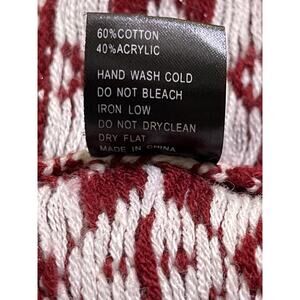 60%COTTON
40%ACRYLIC
HAND WASH COLD
DO NOT BLEACH
IRON LOW
DO NOT DRYCLEAN
DRY FLAT
MADE IN CHINA